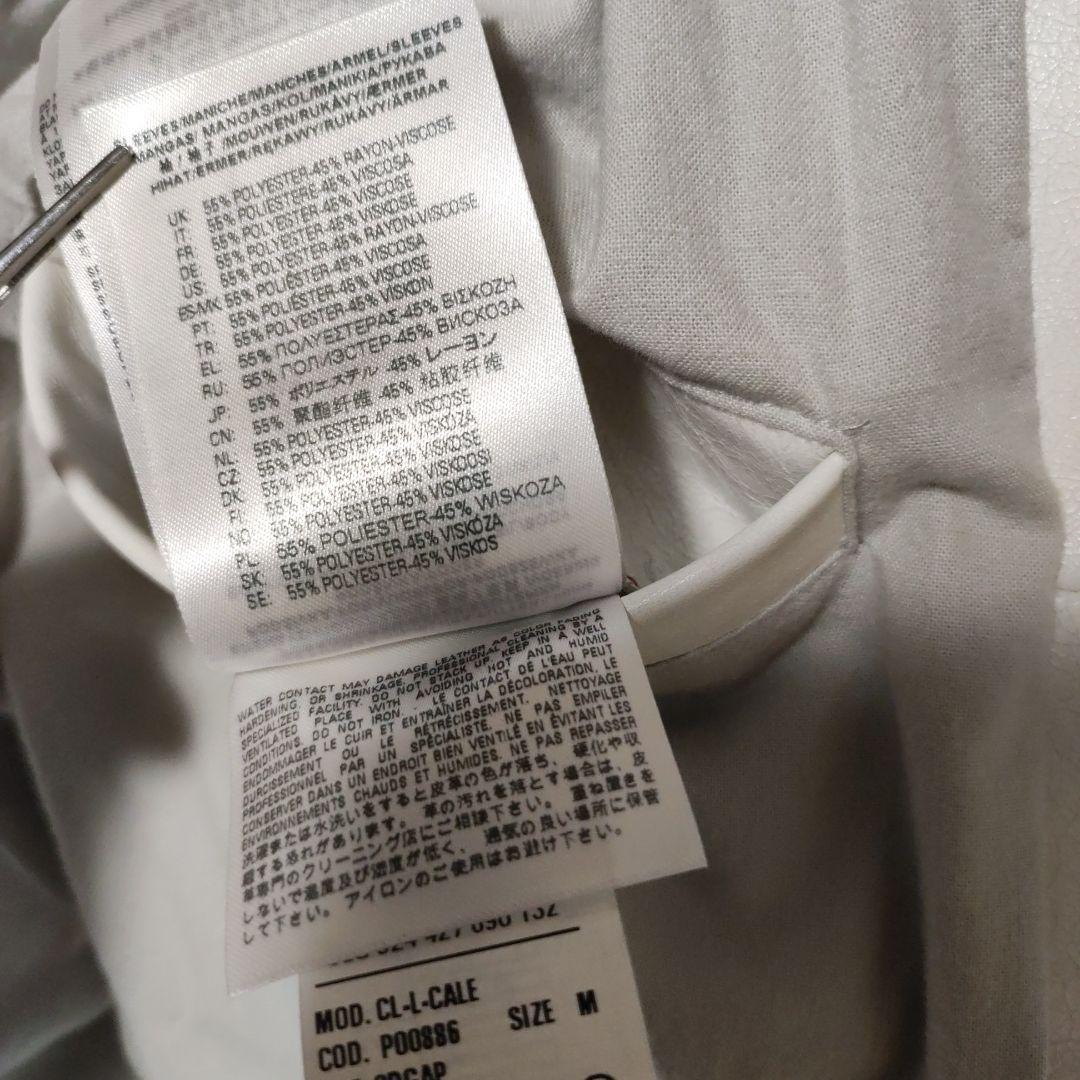 SLEEVES/MANICHE/MANCHES/ARMEL/SLEEVES
MANGAS/ MANGAS/KOL/MANIKIA/РУКАВА
袖 / 袖丁 /MOUWEN/RUKÁVY/ÆRMER
HIHAT/ERMER/RĘKAWY/RUKÁVY/ÄRMAR
UK: 55% POLYESTER-45% RAYON-VISCOSE
IT: 55% POLIESTERE-45% VISCOSA
FR: 55% POLYESTER-45% VISCOSE
DE: 55% POLYESTER-45% VISKOSE
US: 55% POLYESTER-45% RAYON-VISCOSE
ES-MX: 55% POLIÉSTER-45% VISCOSA
PT: 55% POLIÉSTER-45% VISCOSE
TR: 55% POLYESTER-45% VISKON
EL: 55% ΠΟΛΥΕΣΤΕΡΑΣ-45% ΒΙΣΚΟΖΗ
RU: 55% ПОЛИЭСТЕР-45% ВИСКОЗА
JP: 55% ポリエステル -45% レーヨン
CN: 55% 聚酯纤维 -45% 粘胶纤维
NL: 55% POLYESTER-45% VISCOSE
CZ: 55% POLYESTER-45% VISKÓZA
DK: 55% POLYESTER-45% VISKOSE
FI: 55% POLYESTER-45% VISKOOSI
NO: 55% POLYESTER-45% VISKOSE
PL: 55% POLIESTER-45% WISKOZA
SK: 55% POLYESTER-45% VISKÓZA
SE: 55% POLYESTER-45% VISKOS
WATER CONTACT MAY DAMAGE LEATHER AS COLOR FADING
HARDENING OR SHRINKAGE. PROFESSIONAL CLEANING BY A
SPECIALIZED FACILITY. DO NOT STACK UP. KEEP IN A WELL
VENTILATED PLACE WITH AVOIDING HOT AND HUMID
CONDITIONS. DO NOT IRON. / LE CONTACT DE L'EAU PEUT
ENDOMMAGER LE CUIR ET ENTRAÎNER LA DÉCOLORATION, LE
DURCISSEMENT OU LE RÉTRÉCISSEMENT. NETTOYAGE
PROFESSIONNEL PAR UN SPÉCIALISTE. NE PAS EMPILER
CONSERVER DANS UN ENDROIT BIEN VENTILÉ EN ÉVITANT LES
ENVIRONNEMENTS CHAUDS ET HUMIDES. NE PAS REPASSER
洗濯または水洗いをすると皮革の色が落ち、硬化や収
縮する恐れがあります。革の汚れを落とす場合は、皮
革専門のクリーニング店にご相談下さい。重ね置きを
しないで温度及び湿度が低く、通気の良い場所に保管
して下さい。アイロンのご使用はお避け下さい。
MOD. CL-L-CALE
COD. P00886 SIZE M